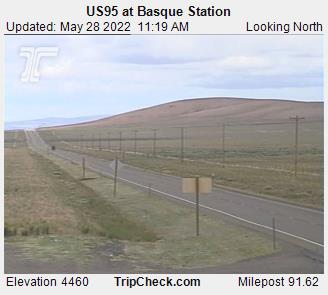 US95 at Basque Station
Updated: May 28 2022 11:19 AM Looking North
Elevation 4460 TripCheck.com Milepost 91.62